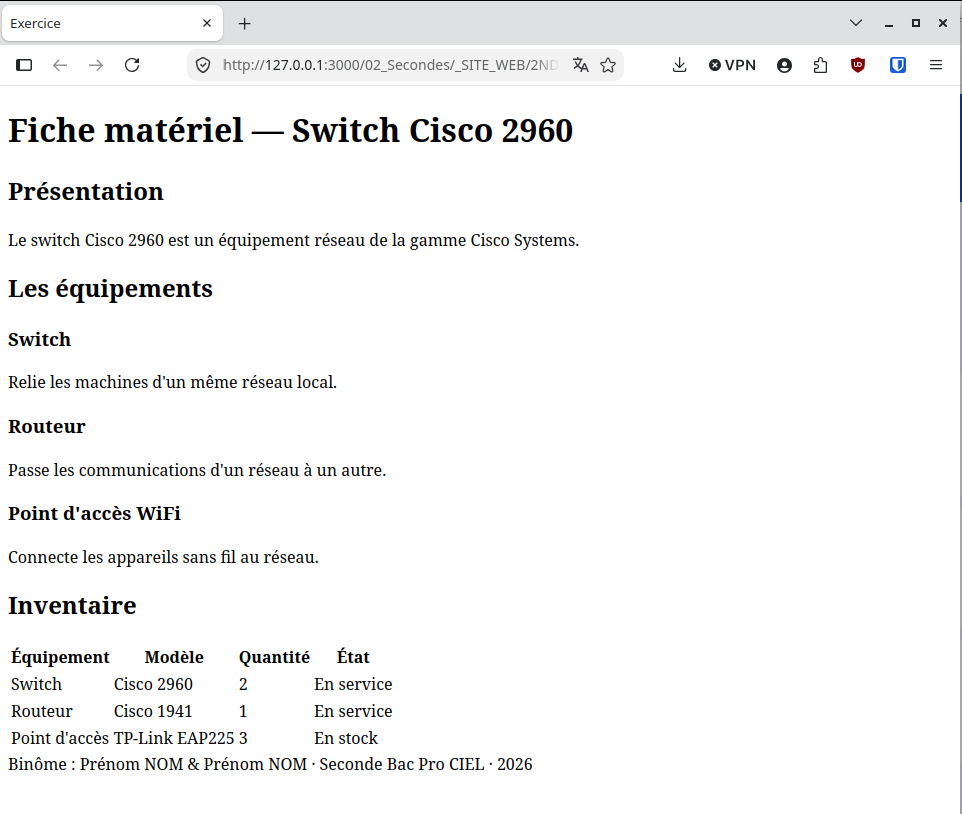 Exercice
http://127.0.0.1:3000/02_Secondes/_SITE_WEB/2ND
VPN
Fiche matériel — Switch Cisco 2960
Présentation
Le switch Cisco 2960 est un équipement réseau de la gamme Cisco Systems.
Les équipements
Switch
Relie les machines d'un même réseau local.
Routeur
Passe les communications d'un réseau à un autre.
Point d'accès WiFi
Connecte les appareils sans fil au réseau.
Inventaire
Équipement Modèle Quantité État
Switch Cisco 2960 2 En service
Routeur Cisco 1941 1 En service
Point d'accès TP-Link EAP225 3 En stock
Binôme : Prénom NOM & Prénom NOM · Seconde Bac Pro CIEL · 2026